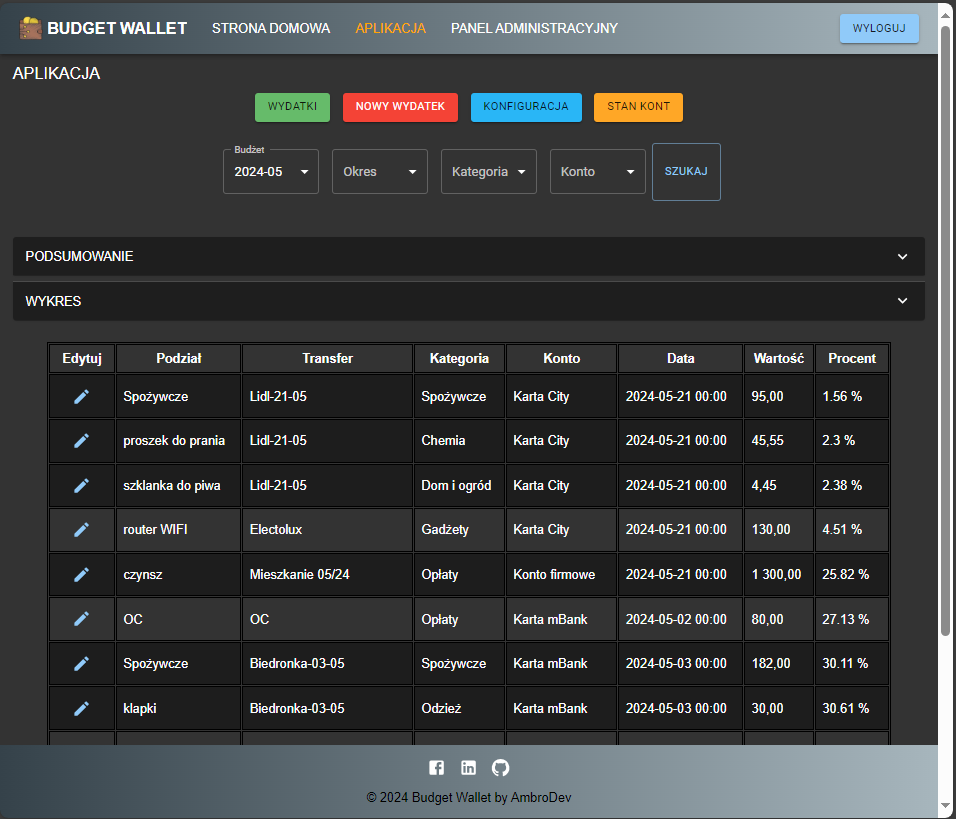 BUDGET WALLET STRONA DOMOWA APLIKACJA PANEL ADMINISTRACYJNY WYLOGUJ
APLIKACJA
WYDATKI NOWY WYDATEK KONFIGURACJA STAN KONT
Budżet
2024-05 Okres Kategoria Konto SZUKAJ
PODSUMOWANIE
WYKRES
Edytuj Podział Transfer Kategoria Konto Data Wartość Procent
Spożywcze Lidl-21-05 Spożywcze Karta City 2024-05-21 00:00 95,00 1.56 %
proszek do prania Lidl-21-05 Chemia Karta City 2024-05-21 00:00 45,55 2.3 %
szklanka do piwa Lidl-21-05 Dom i ogród Karta City 2024-05-21 00:00 4,45 2.38 %
router WIFI Electolux Gadżety Karta City 2024-05-21 00:00 130,00 4.51 %
czynsz Mieszkanie 05/24 Opłaty Konto firmowe 2024-05-21 00:00 1 300,00 25.82 %
OC OC Opłaty Karta mBank 2024-05-02 00:00 80,00 27.13 %
Spożywcze Biedronka-03-05 Spożywcze Karta mBank 2024-05-03 00:00 182,00 30.11 %
klapki Biedronka-03-05 Odzież Karta mBank 2024-05-03 00:00 30,00 30.61 %
© 2024 Budget Wallet by AmbroDev